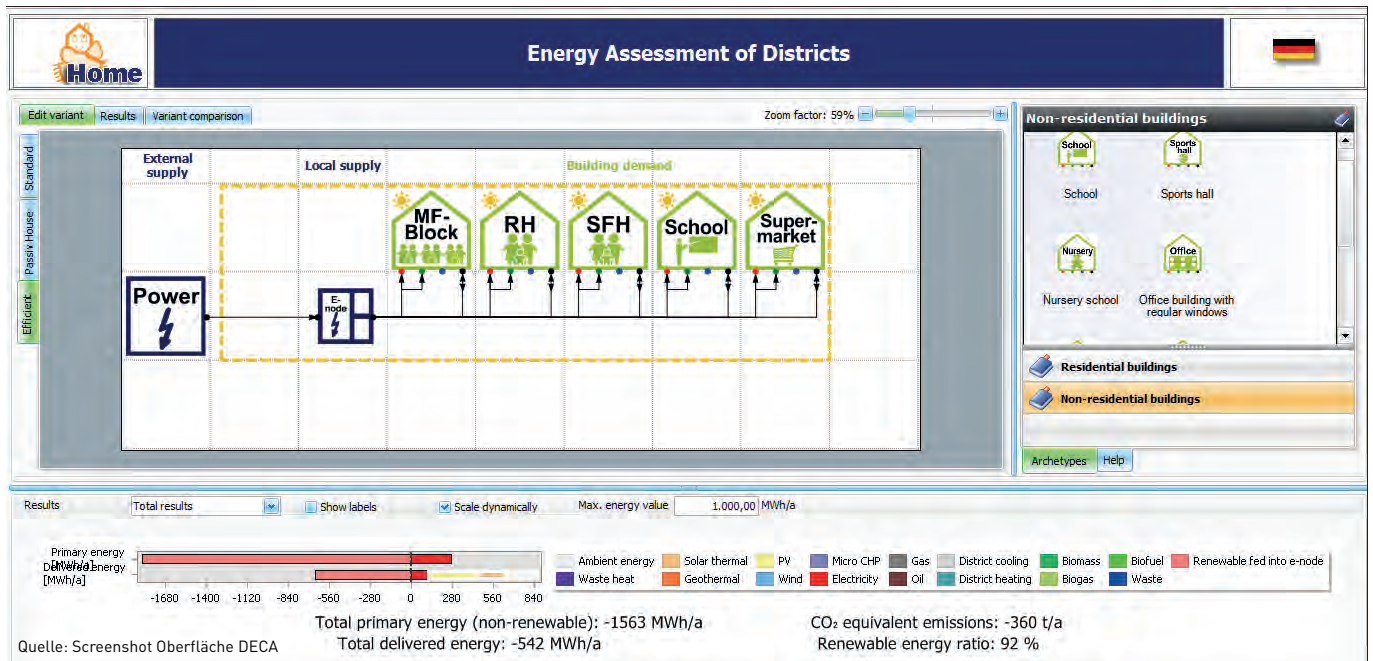 Home
Energy Assessment of Districts
Edit variant Results Variant comparison
Zoom factor: 59%
Standard
Passiv House
Efficient
External supply
Local supply
Building demand
MF-Block
RH
SFH
School
Super-market
Power
E-node
Non-residential buildings
School
Sports hall
School
Sports hall
Nursery
Office
Nursery school
Office building with regular windows
Residential buildings
Non-residential buildings
Archetypes Help
Results Total results Show labels Scale dynamically Max. energy value 1.000,00 MWh/a
Primary energy
[MWh/a]
Delivered energy
[MWh/a]
-1680 -1400 -1120 -840 -560 -280 0 280 560 840
Ambient energy Solar thermal PV Micro CHP Gas District cooling Biomass Biofuel Renewable fed into e-node
Waste heat Geothermal Wind Electricity Oil District heating Biogas Waste
Total primary energy (non-renewable): -1563 MWh/a
CO₂ equivalent emissions: -360 t/a
Total delivered energy: -542 MWh/a
Renewable energy ratio: 92 %
Quelle: Screenshot Oberfläche DECA